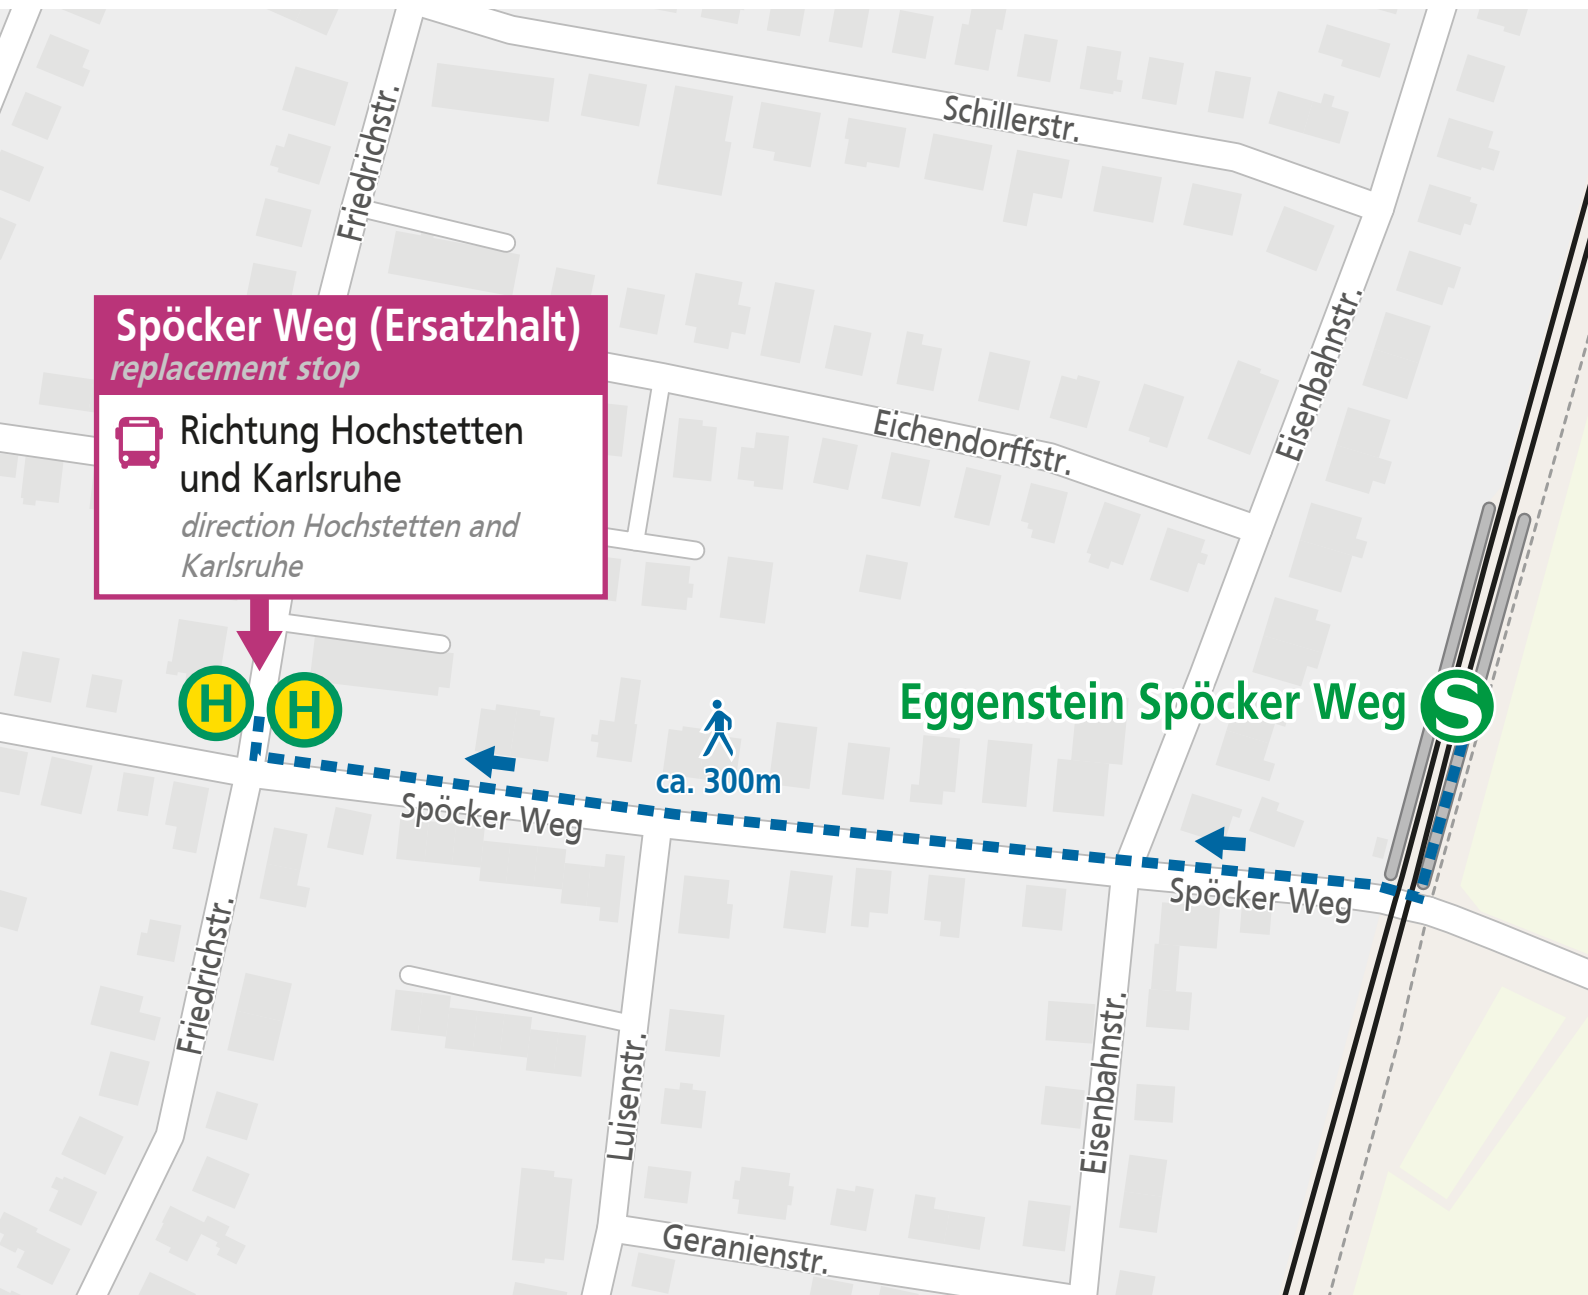 Schillerstr.
Friedrichstr.
Spöcker Weg (Ersatzhalt)
replacement stop
Richtung Hochstetten
und Karlsruhe
direction Hochstetten and
Karlsruhe
Eisenbahnstr.
Eichendorffstr.
H
H
Eggenstein Spöcker Weg
S
ca. 300m
Spöcker Weg
Spöcker Weg
Friedrichstr.
Luisenstr.
Eisenbahnstr.
Geranienstr.